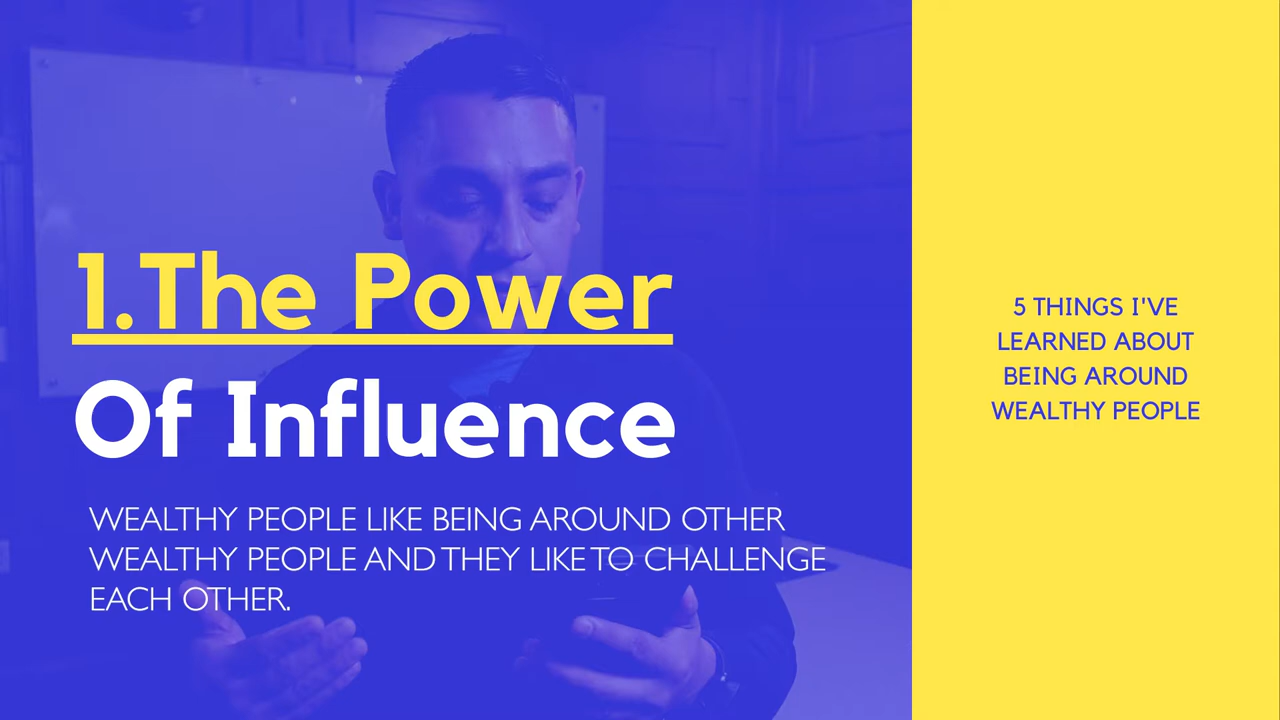 1.The Power
Of Influence
WEALTHY PEOPLE LIKE BEING AROUND OTHER
WEALTHY PEOPLE AND THEY LIKE TO CHALLENGE
EACH OTHER.
5 THINGS I'VE
LEARNED ABOUT
BEING AROUND
WEALTHY PEOPLE